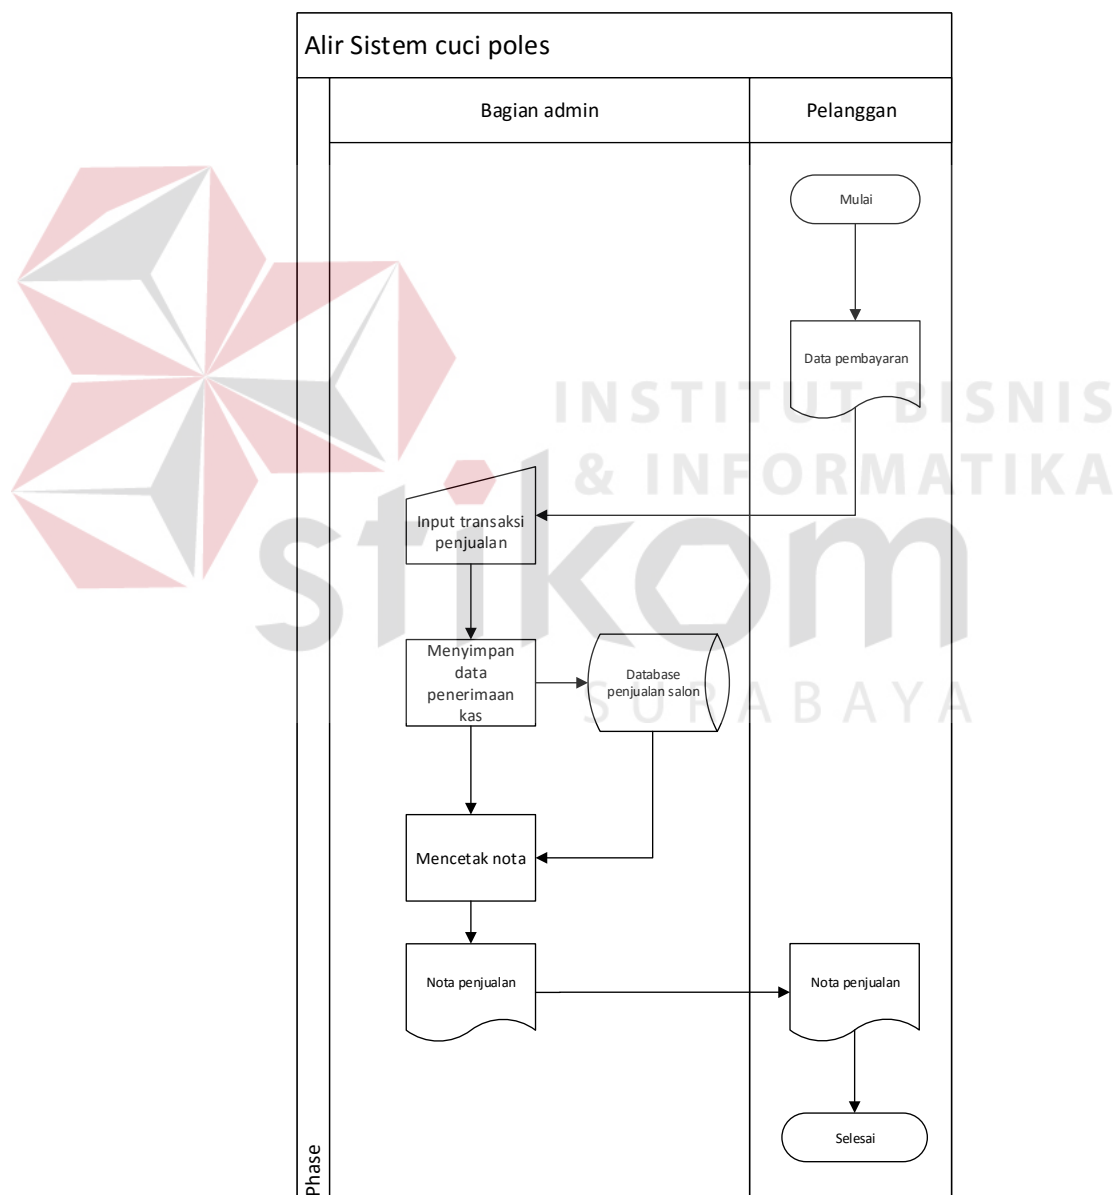 Alir Sistem cuci poles
Bagian admin
Pelanggan
Mulai
Data pembayaran
INSTITUT BISNIS
& INFORMATIKA
stikom
SURABAYA
Input transaksi
penjualan
Menyimpan
data
penerimaan
kas
Database
penjualan salon
Mencetak nota
Nota penjualan
Nota penjualan
Selesai
Phase